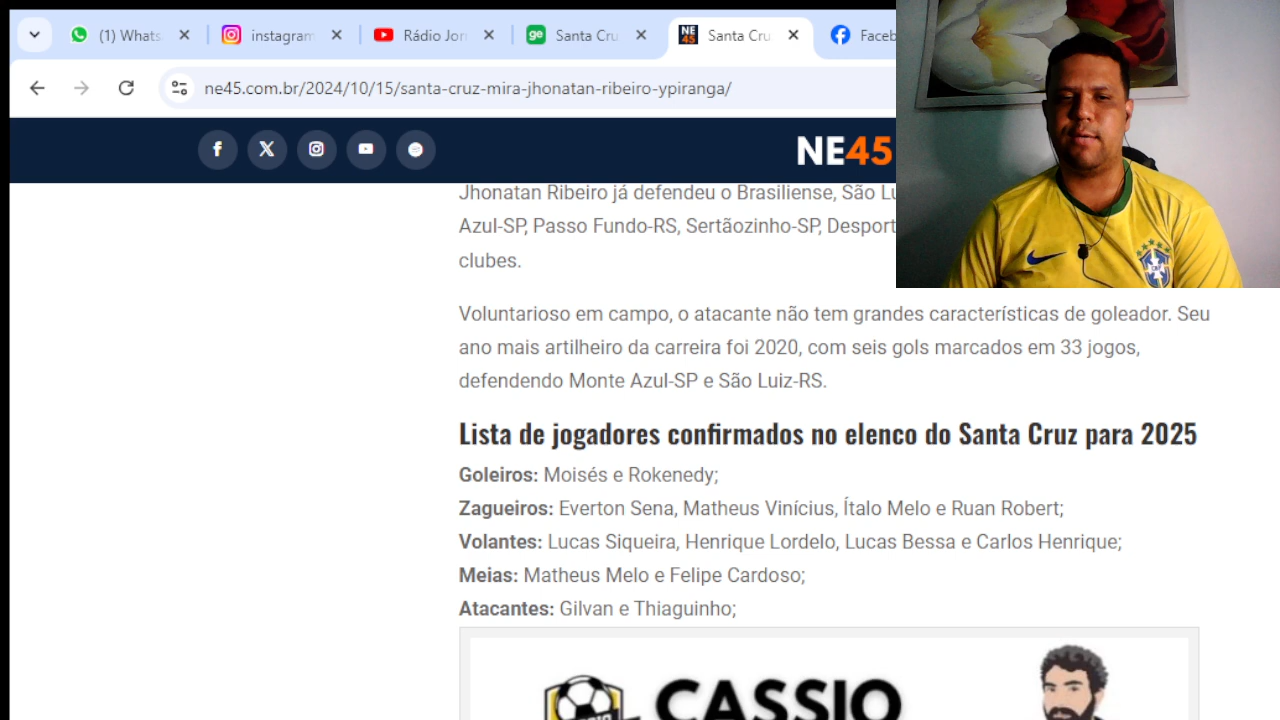 (1) Whats
instagram
Rádio Jor
ge
Santa Cru
NE
45
Santa Cru
Faceb
ne45.com.br/2024/10/15/santa-cruz-mira-jhonatan-ribeiro-ypiranga/
NE45
Jhonatan Ribeiro já defendeu o Brasiliense, São Lu
Azul-SP, Passo Fundo-RS, Sertãozinho-SP, Desport
clubes.
Voluntarioso em campo, o atacante não tem grandes características de goleador. Seu
ano mais artilheiro da carreira foi 2020, com seis gols marcados em 33 jogos,
defendendo Monte Azul-SP e São Luiz-RS.
Lista de jogadores confirmados no elenco do Santa Cruz para 2025
Goleiros: Moisés e Rokenedy;
Zagueiros: Everton Sena, Matheus Vinícius, Ítalo Melo e Ruan Robert;
Volantes: Lucas Siqueira, Henrique Lordelo, Lucas Bessa e Carlos Henrique;
Meias: Matheus Melo e Felipe Cardoso;
Atacantes: Gilvan e Thiaguinho;
CASSIO